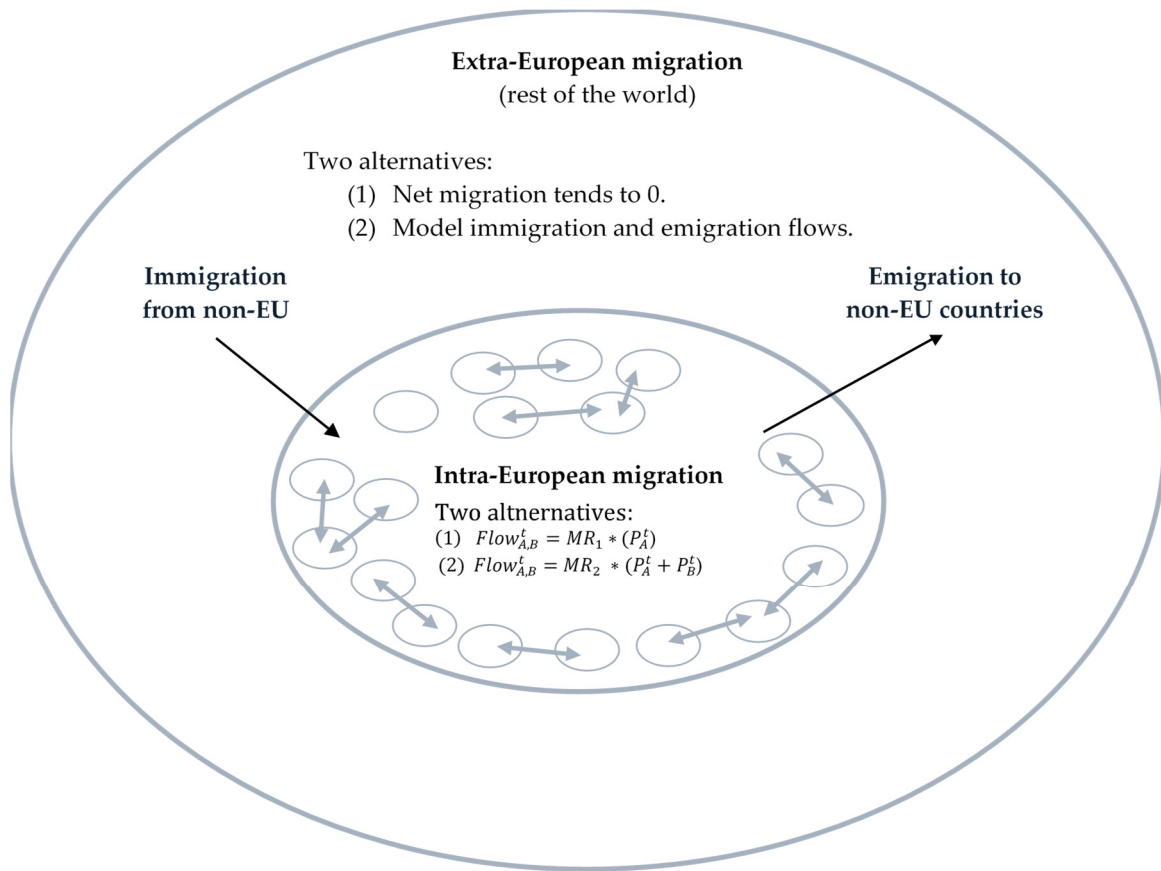 Extra-European migration
(rest of the world)
Two alternatives:
(1) Net migration tends to 0.
(2) Model immigration and emigration flows.
Immigration
from non-EU
Emigration to
non-EU countries
Intra-European migration
Two altnernatives:
(1) $Flow_{A,B}^{t} = MR_1 * (P_A^t)$
(2) $Flow_{A,B}^{t} = MR_2 * (P_A^t + P_B^t)$